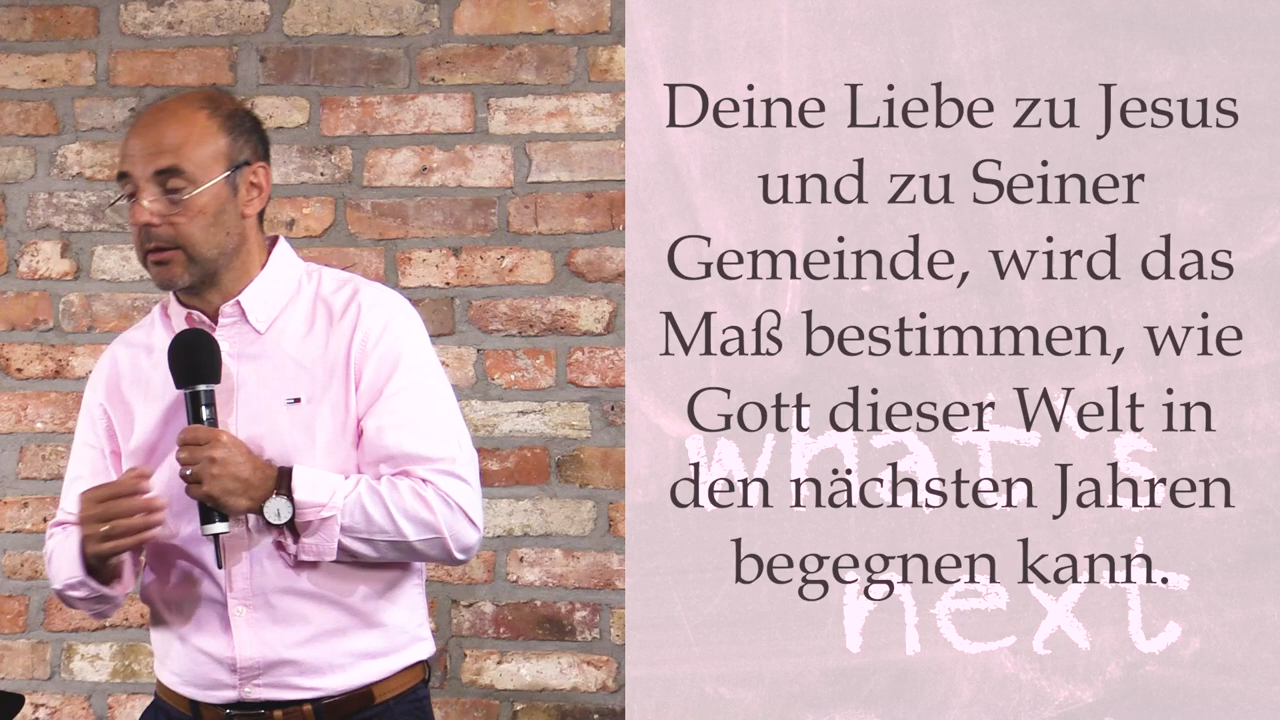 Deine Liebe zu Jesus
und zu Seiner
Gemeinde, wird das
Maß bestimmen, wie
Gott dieser Welt in
den nächsten Jahren
begegnen kann.
what's
next